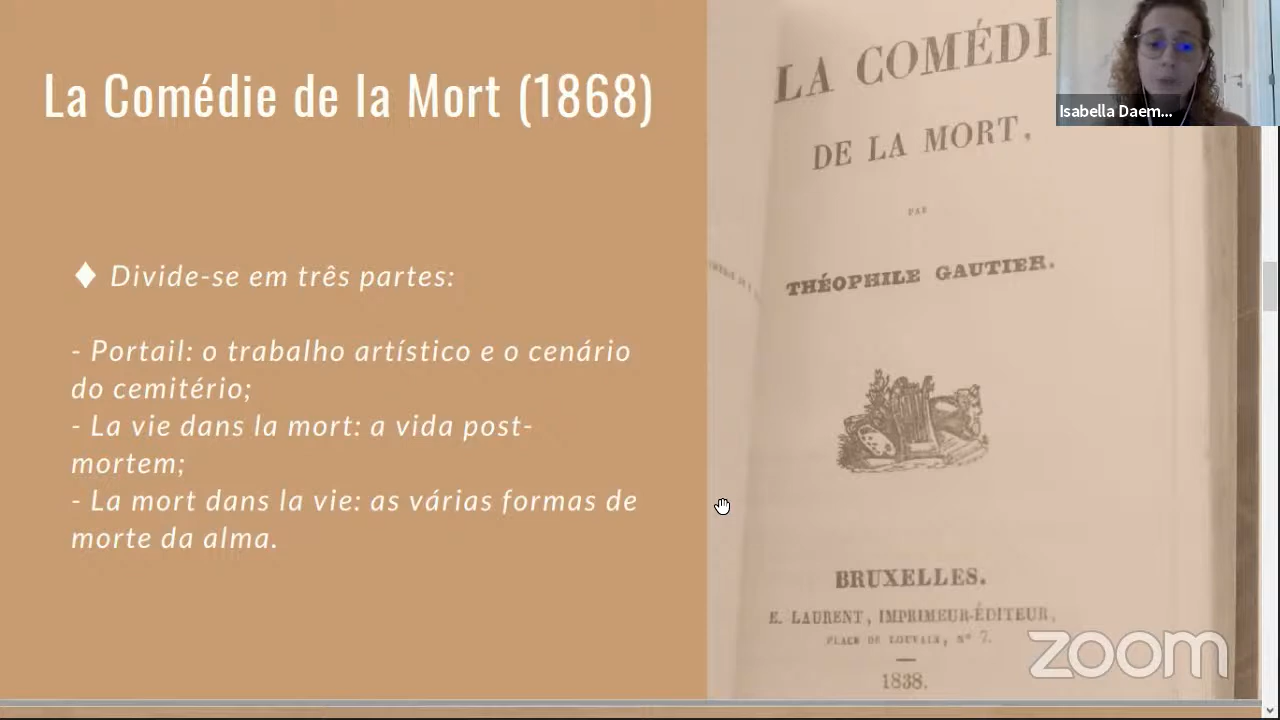 La Comédie de la Mort (1868)
♦ Divide-se em três partes:
- Portail: o trabalho artístico e o cenário
do cemitério;
- La vie dans la mort: a vida post-
mortem;
- La mort dans la vie: as várias formas de
morte da alma.
LA COMÉDI
DE LA MORT,
PAR
THÉOPHILE GAUTIER.
BRUXELLES.
E. LAURENT, IMPRIMEUR-ÉDITEUR,
PLACE DE LOUVAIN, Nº 7.
1838.
Isabella Daem...
zoom